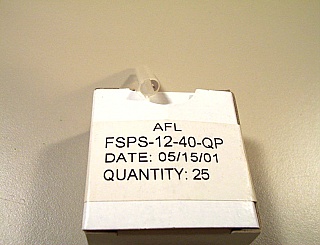 AFL
FSPS-12-40-QP
DATE: 05/15/01
QUANTITY: 25